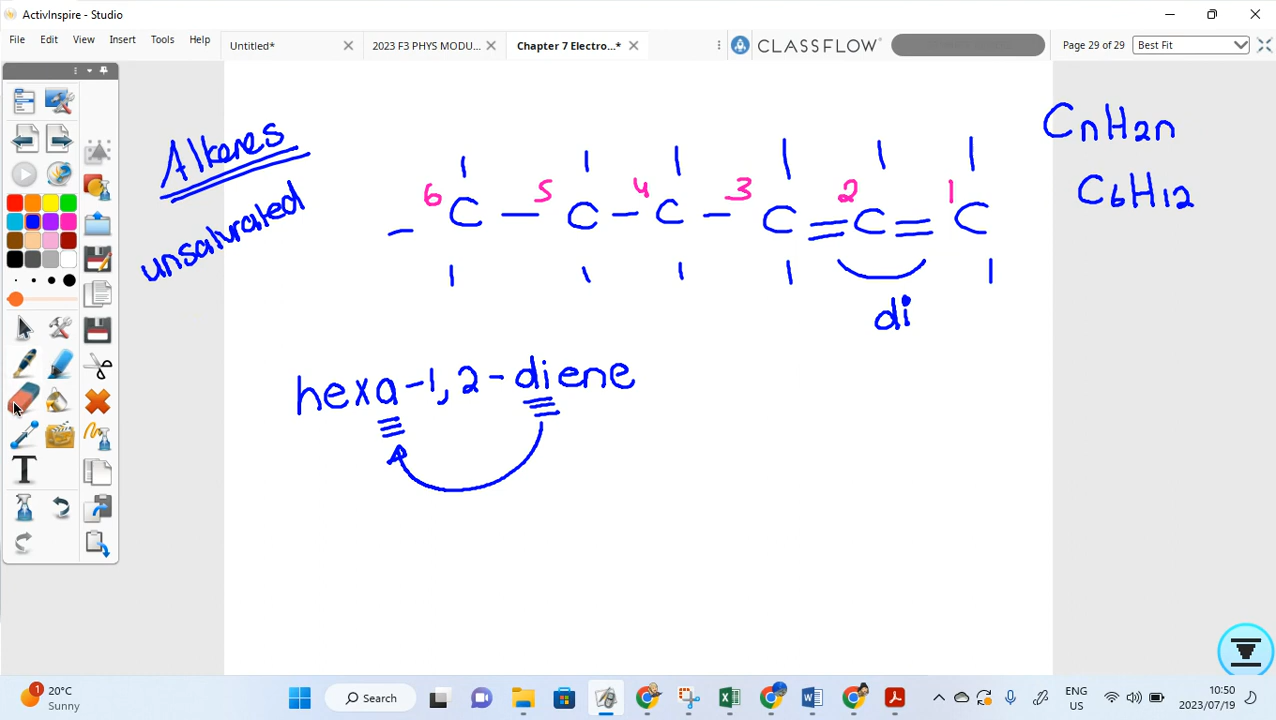 ActivInspire - Studio
File Edit View Insert Tools Help
Untitled*
2023 F3 PHYS MODU...
Chapter 7 Electro...*
CLASSFLOW
Page 29 of 29
Best Fit
Alkenes
unsaturated
6 5 4 3 2 1
C – C – C – C = C = C
di
CnH2n
C6H12
hexa-1,2-diene
T
1
20°C
Sunny
Search
ENG
US
10:50
2023/07/19